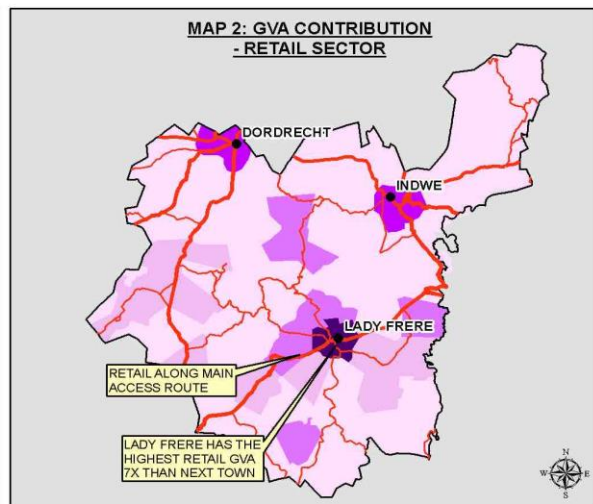 MAP 2: GVA CONTRIBUTION
- RETAIL SECTOR
DORDRECHT
INDWE
LADY FRERE
RETAIL ALONG MAIN
ACCESS ROUTE
LADY FRERE HAS THE
HIGHEST RETAIL GVA
7X THAN NEXT TOWN
N
W E
S